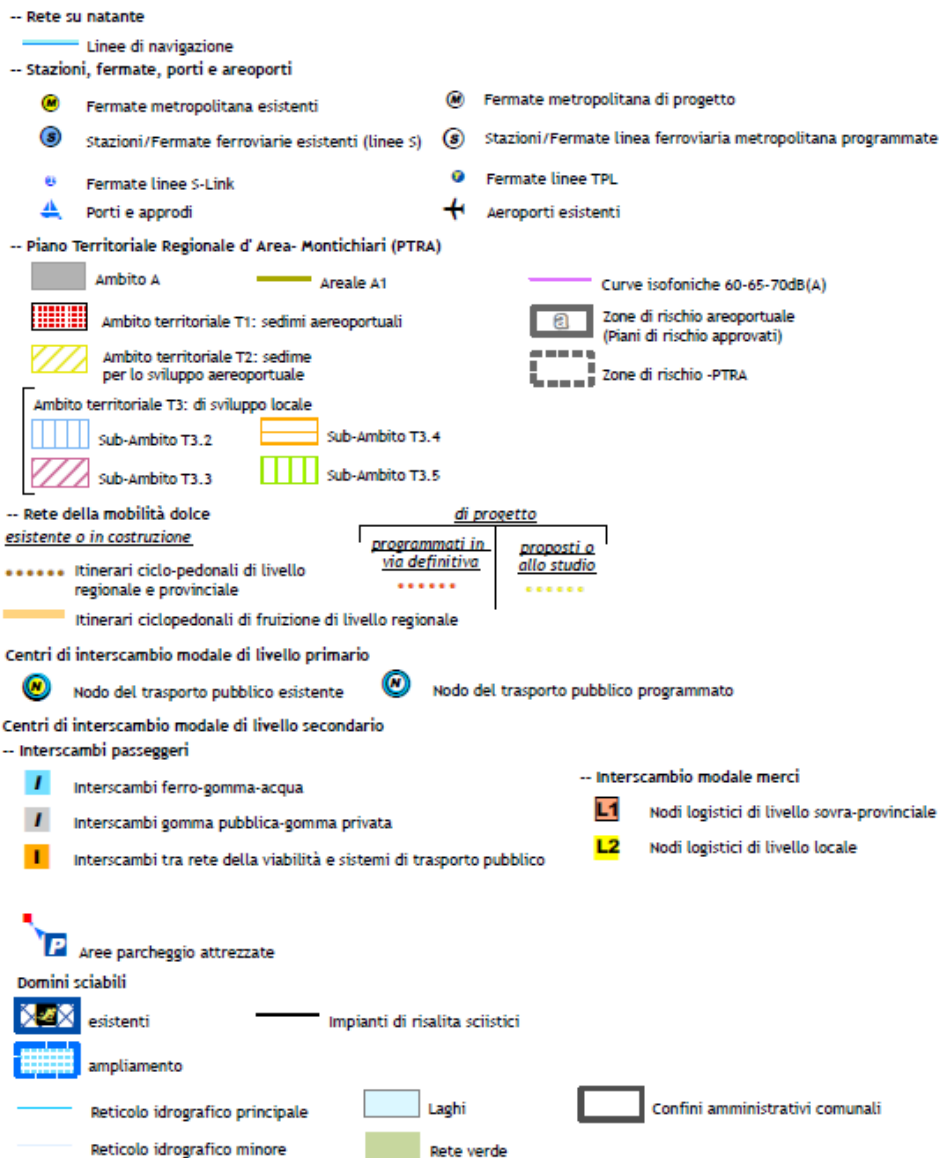 -- Rete su natante
Linee di navigazione
-- Stazioni, fermate, porti e areoporti
M Fermate metropolitana esistenti
M Fermate metropolitana di progetto
S Stazioni/Fermate ferroviarie esistenti (linee S)
S Stazioni/Fermate linea ferroviaria metropolitana programmate
Fermate linee S-Link
T Fermate linee TPL
Porti e approdi
Aeroporti esistenti
-- Piano Territoriale Regionale d' Area- Montichiari (PTRA)
Ambito A
Areale A1
Curve isofoniche 60-65-70dB(A)
Ambito territoriale T1: sedimi aereoportuali
a Zone di rischio areoportuale
(Piani di rischio approvati)
Ambito territoriale T2: sedime
per lo sviluppo aereoportuale
Zone di rischio -PTRA
Ambito territoriale T3: di sviluppo locale
Sub-Ambito T3.2
Sub-Ambito T3.4
Sub-Ambito T3.3
Sub-Ambito T3.5
-- Rete della mobilità dolce
esistente o in costruzione
di progetto
programmati in
via definitiva
proposti o
allo studio
Itinerari ciclo-pedonali di livello
regionale e provinciale
Itinerari ciclopedonali di fruizione di livello regionale
Centri di interscambio modale di livello primario
N Nodo del trasporto pubblico esistente
N Nodo del trasporto pubblico programmato
Centri di interscambio modale di livello secondario
-- Interscambi passeggeri
I Interscambi ferro-gomma-acqua
I Interscambi gomma pubblica-gomma privata
I Interscambi tra rete della viabilità e sistemi di trasporto pubblico
-- Interscambio modale merci
L1 Nodi logistici di livello sovra-provinciale
L2 Nodi logistici di livello locale
P Aree parcheggio attrezzate
Domini sciabili
esistenti
Impianti di risalita sciistici
ampliamento
Reticolo idrografico principale
Laghi
Confini amministrativi comunali
Reticolo idrografico minore
Rete verde